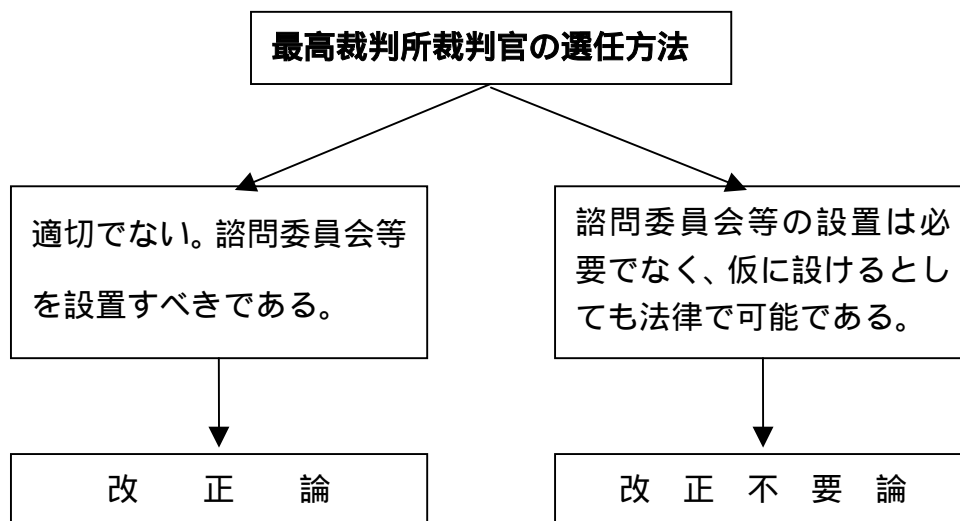 最高裁判所裁判官の選任方法
適切でない。諮問委員会等
を設置すべきである。
諮問委員会等の設置は必
要でなく、仮に設けるとし
ても法律で可能である。
改正論
改正不要論